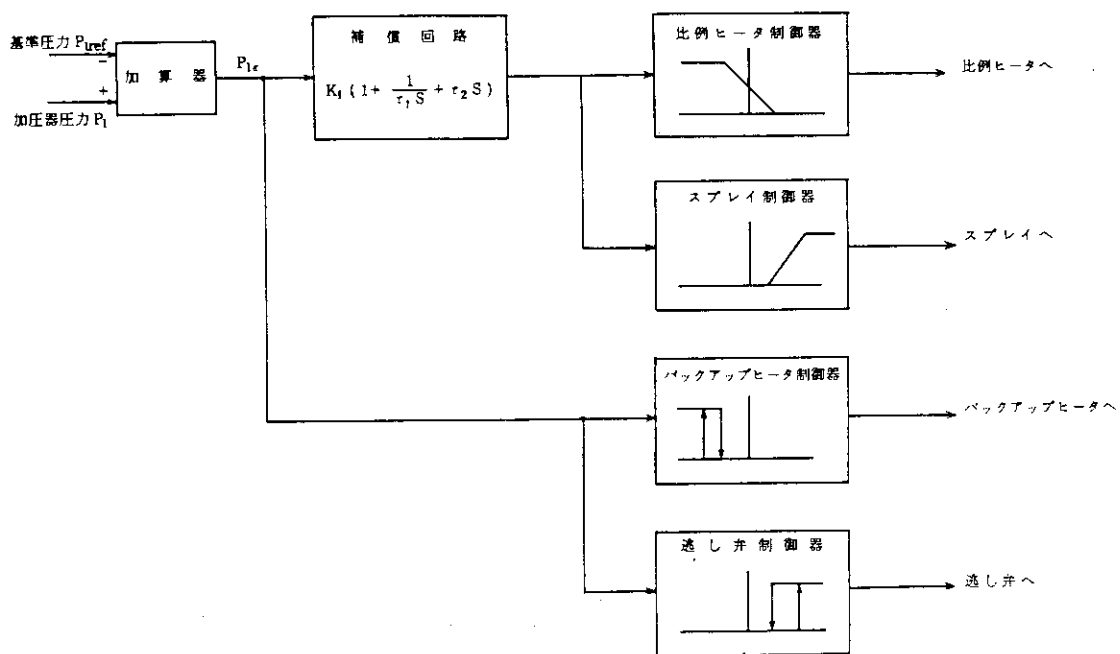 基準圧力 P1ref
−
加算器
+
加圧器圧力 P1
P1ε
補償回路
K1 ( 1 + 1/τ1S + τ2S )
比例ヒータ制御器
比例ヒータへ
スプレイ制御器
スプレイへ
バックアップヒータ制御器
バックアップヒータへ
逃し弁制御器
逃し弁へ